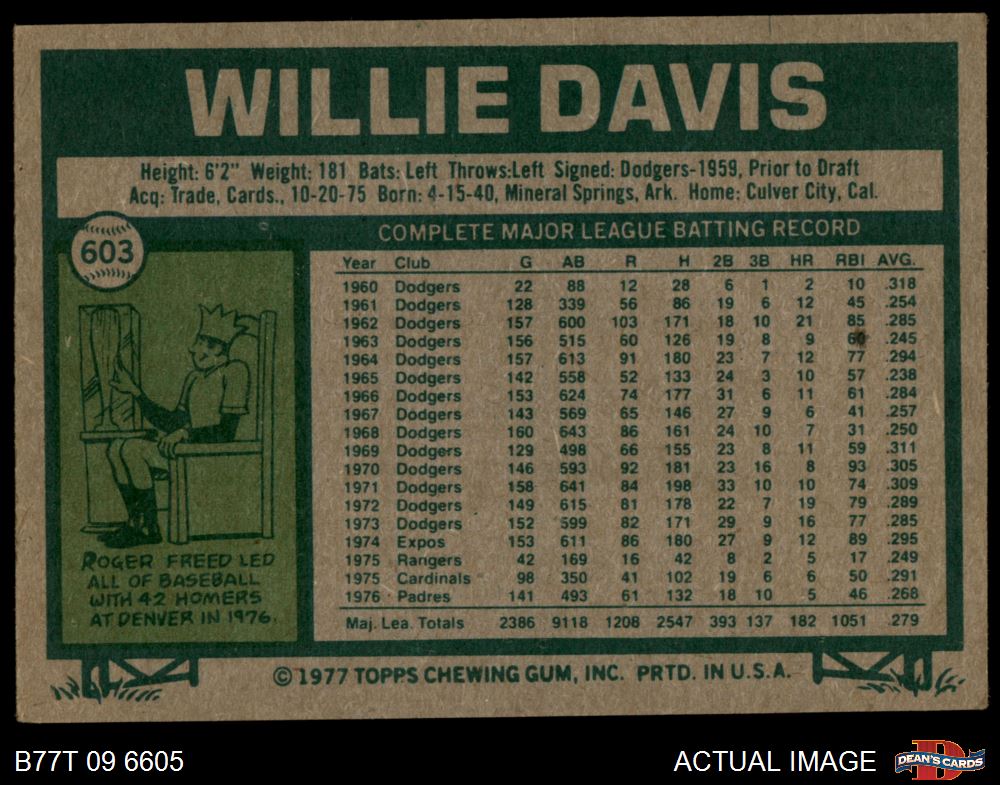 WILLIE DAVIS
Height: 6'2" Weight: 181 Bats: Left Throws:Left Signed: Dodgers-1959, Prior to Draft
Acq: Trade, Cards., 10-20-75 Born: 4-15-40, Mineral Springs, Ark. Home: Culver City, Cal.
603
COMPLETE MAJOR LEAGUE BATTING RECORD
Year Club G AB R H 2B 3B HR RBI AVG.
1960 Dodgers 22 88 12 28 6 1 2 10 .318
1961 Dodgers 128 339 56 86 19 6 12 45 .254
1962 Dodgers 157 600 103 171 18 10 21 85 .285
1963 Dodgers 156 515 60 126 19 8 9 60 .245
1964 Dodgers 157 613 91 180 23 7 12 77 .294
1965 Dodgers 142 558 52 133 24 3 10 57 .238
1966 Dodgers 153 624 74 177 31 6 11 61 .284
1967 Dodgers 143 569 65 146 27 9 6 41 .257
1968 Dodgers 160 643 86 161 24 10 7 31 .250
1969 Dodgers 129 498 66 155 23 8 11 59 .311
1970 Dodgers 146 593 92 181 23 16 8 93 .305
1971 Dodgers 158 641 84 198 33 10 10 74 .309
1972 Dodgers 149 615 81 178 22 7 19 79 .289
1973 Dodgers 152 599 82 171 29 9 16 77 .285
1974 Expos 153 611 86 180 27 9 12 89 .295
1975 Rangers 42 169 16 42 8 2 5 17 .249
1975 Cardinals 98 350 41 102 19 6 6 50 .291
1976 Padres 141 493 61 132 18 10 5 46 .268
Maj. Lea. Totals 2386 9118 1208 2547 393 137 182 1051 .279
ROGER FREED LED
ALL OF BASEBALL
WITH 42 HOMERS
AT DENVER IN 1976.
© 1977 TOPPS CHEWING GUM, INC. PRTD. IN U.S.A.
B77T 09 6605
ACTUAL IMAGE
DEAN'S CARDS